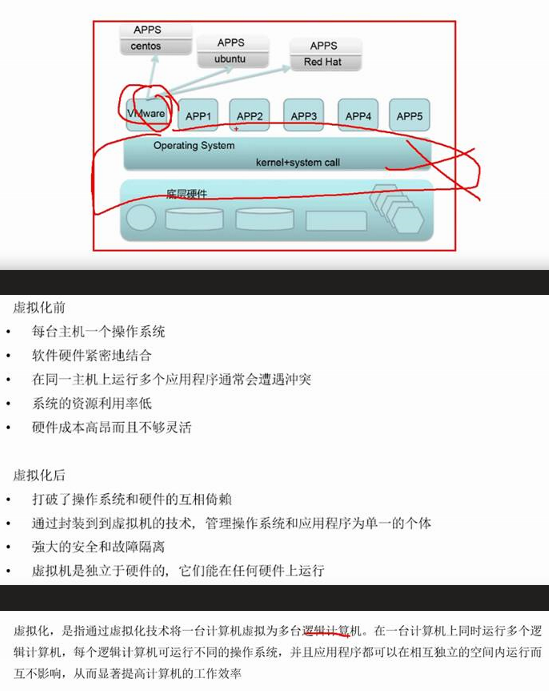 APPS
centos
APPS
ubuntu
APPS
Red Hat
VMware
APP1
APP2
APP3
APP4
APP5
Operating System
kernel+system call
底层硬件
虚拟化前
• 每台主机一个操作系统
• 软件硬件紧密地结合
• 在同一主机上运行多个应用程序通常会遭遇冲突
• 系统的资源利用率低
• 硬件成本高昂而且不够灵活
虚拟化后
• 打破了操作系统和硬件的互相倚赖
• 通过封装到到虚拟机的技术, 管理操作系统和应用程序为单一的个体
• 強大的安全和故障隔离
• 虚拟机是独立于硬件的, 它们能在任何硬件上运行
虚拟化，是指通过虚拟化技术将一台计算机虚拟为多台逻辑计算机。在一台计算机上同时运行多个逻
辑计算机，每个逻辑计算机可运行不同的操作系统，并且应用程序都可以在相互独立的空间内运行而
互不影响，从而显著提高计算机的工作效率